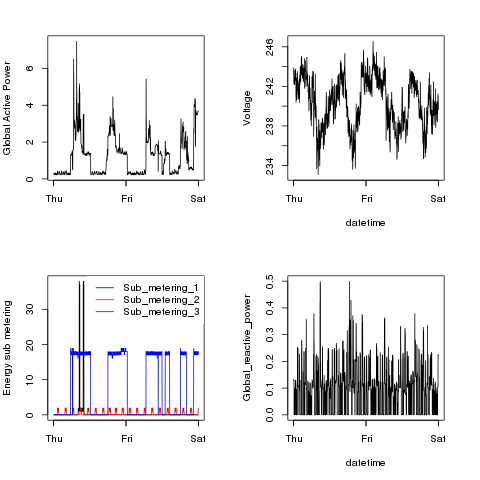 Global Active Power
6
4
2
0
Thu
Fri
Sat
Voltage
246
242
238
234
Thu
Fri
Sat
datetime
Energy sub metering
30
20
10
0
Sub_metering_1
Sub_metering_2
Sub_metering_3
Thu
Fri
Sat
Global_reactive_power
0.5
0.4
0.3
0.2
0.1
0.0
Thu
Fri
Sat
datetime